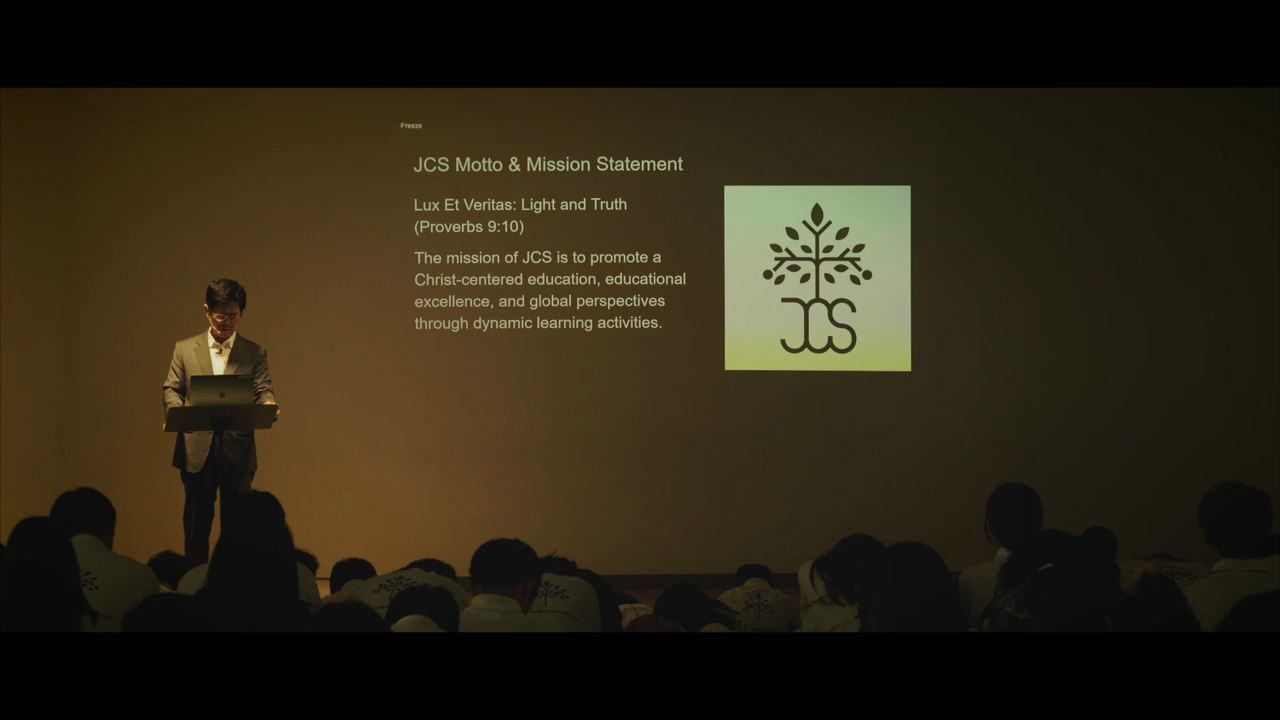 Freeze
JCS Motto & Mission Statement
Lux Et Veritas: Light and Truth
(Proverbs 9:10)
The mission of JCS is to promote a
Christ-centered education, educational
excellence, and global perspectives
through dynamic learning activities.
JCS